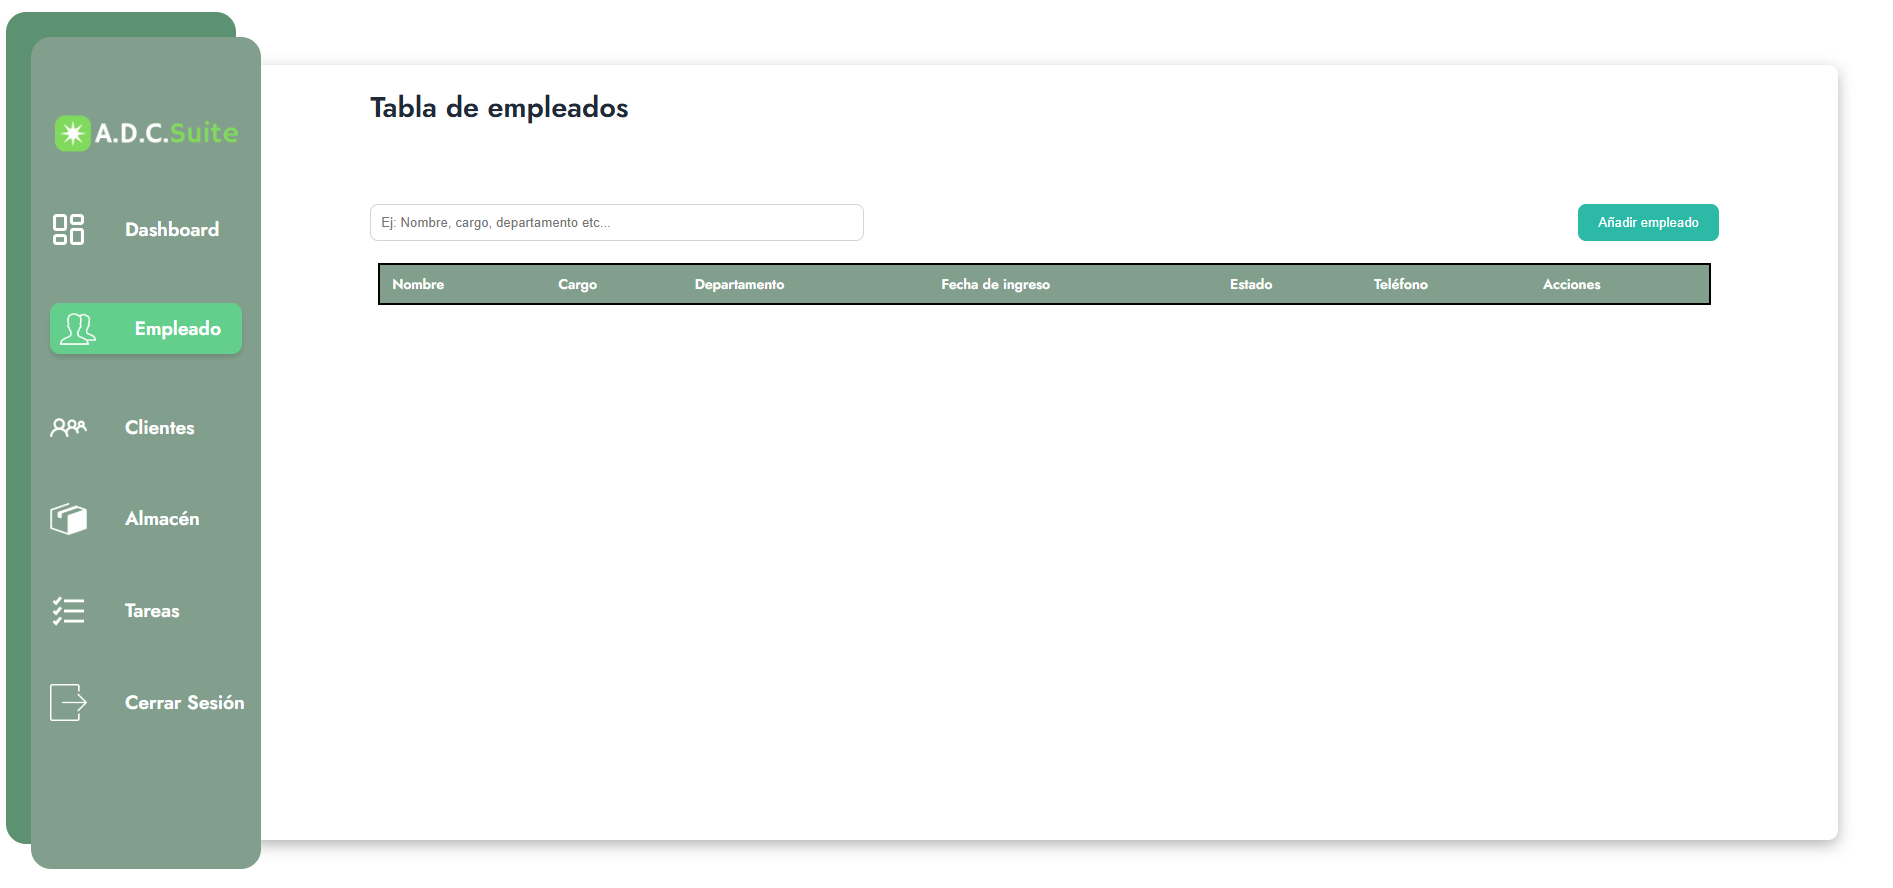 A.D.C.Suite
Dashboard
Empleado
Clientes
Almacén
Tareas
Cerrar Sesión
Tabla de empleados
Ej: Nombre, cargo, departamento etc...
Añadir empleado
Nombre Cargo Departamento Fecha de ingreso Estado Teléfono Acciones